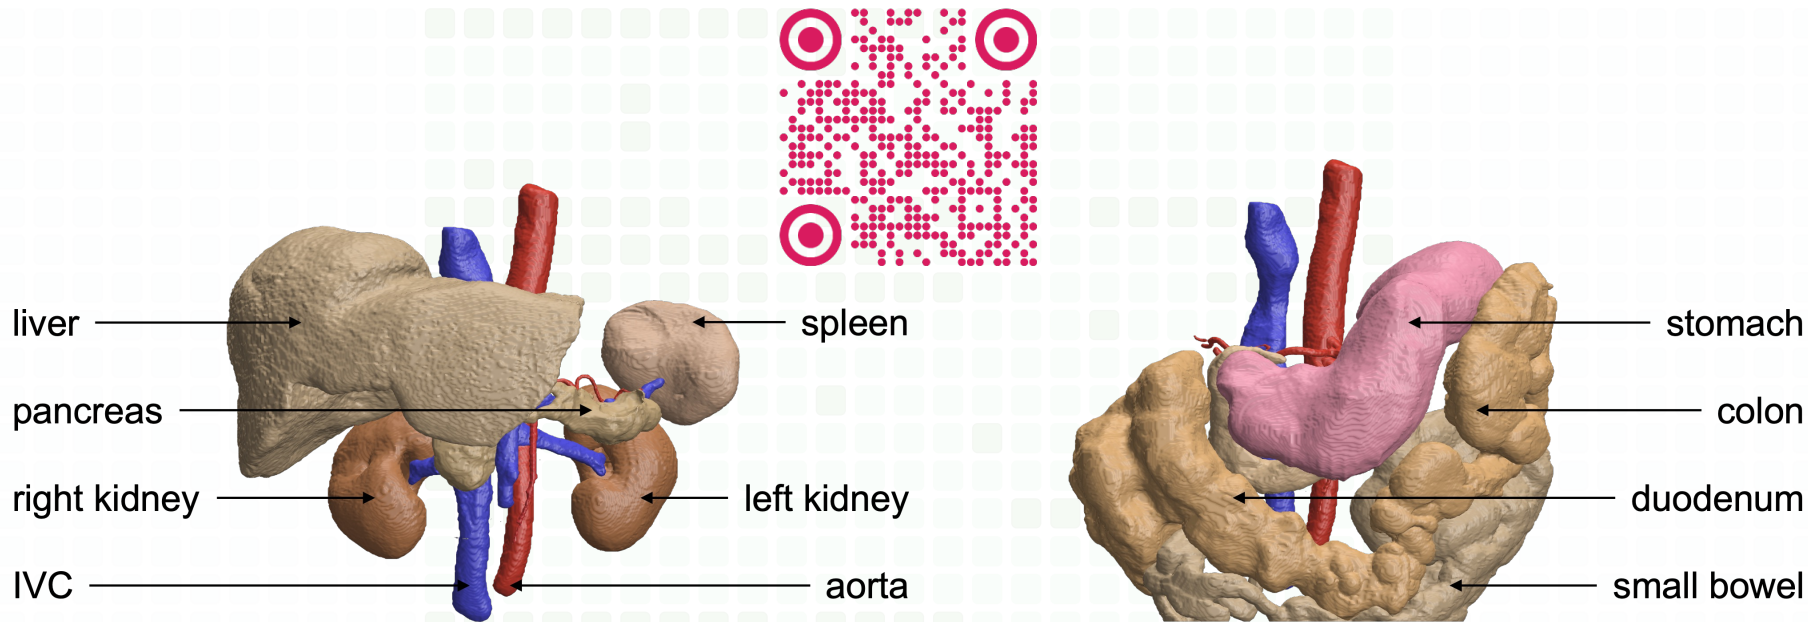 liver
pancreas
right kidney
IVC
spleen
left kidney
aorta
stomach
colon
duodenum
small bowel